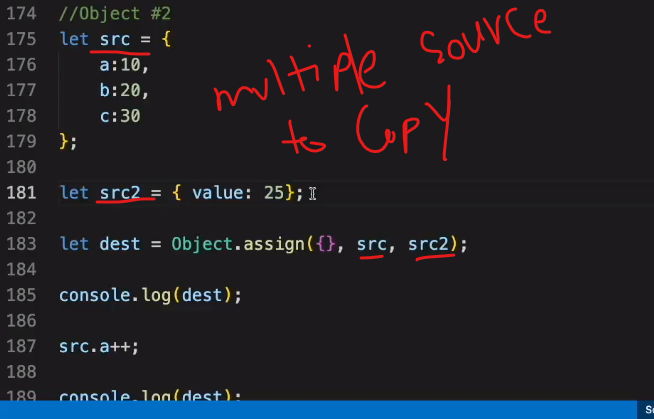 174 //Object #2
175 let src = {
176 a:10,
177 b:20,
178 c:30
179 };
180
181 let src2 = { value: 25};
182
183 let dest = Object.assign({}, src, src2);
184
185 console.log(dest);
186
187 src.a++;
188
189 console.log(dest);
multiple source
to Copy